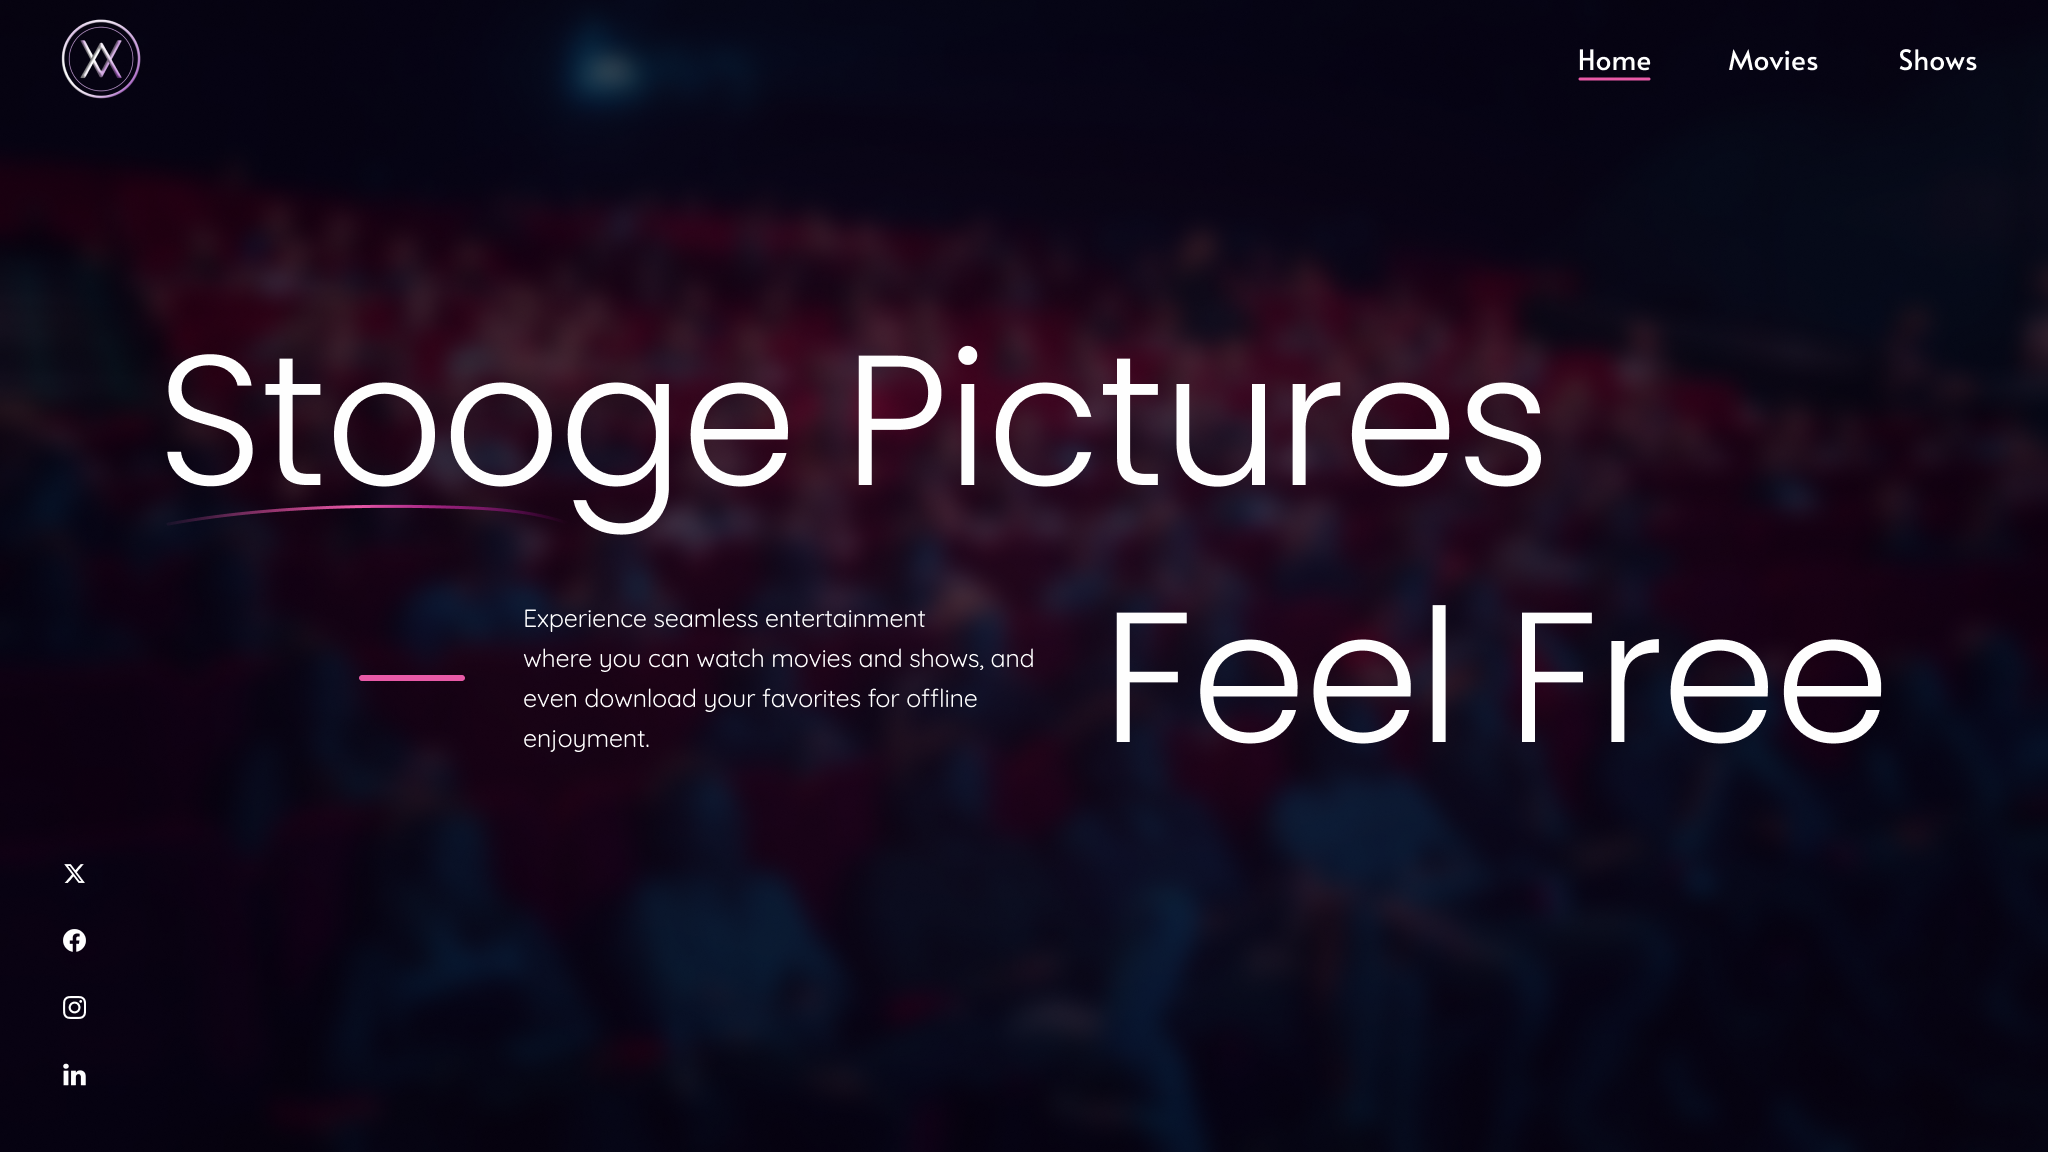 Home Movies Shows
Stooge Pictures
Experience seamless entertainment
where you can watch movies and shows, and
even download your favorites for offline
enjoyment.
Feel Free